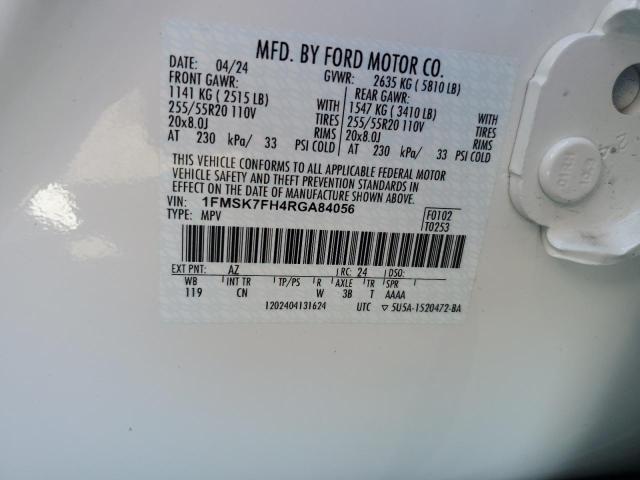 MFD. BY FORD MOTOR CO.
DATE: 04/24 GVWR: 2635 KG ( 5810 LB)
FRONT GAWR: REAR GAWR:
1141 KG ( 2515 LB) WITH 1547 KG ( 3410 LB) WITH
255/55R20 110V TIRES 255/55R20 110V TIRES
20x8.0J RIMS 20x8.0J RIMS
AT 230 kPa/ 33 PSI COLD AT 230 kPa/ 33 PSI COLD
THIS VEHICLE CONFORMS TO ALL APPLICABLE FEDERAL MOTOR
VEHICLE SAFETY AND THEFT PREVENTION STANDARDS IN
EFFECT ON THE DATE OF MANUFACTURE SHOWN ABOVE.
VIN: 1FMSK7FH4RGA84056 F0102
TYPE: MPV T0253
EXT PNT: AZ RC: 24 DSO:
WB INT TR TP/PS R AXLE TR SPR
119 CN W 3B T AAAA
1202404131624 UTC ▽ 5U5A-1520472-BA